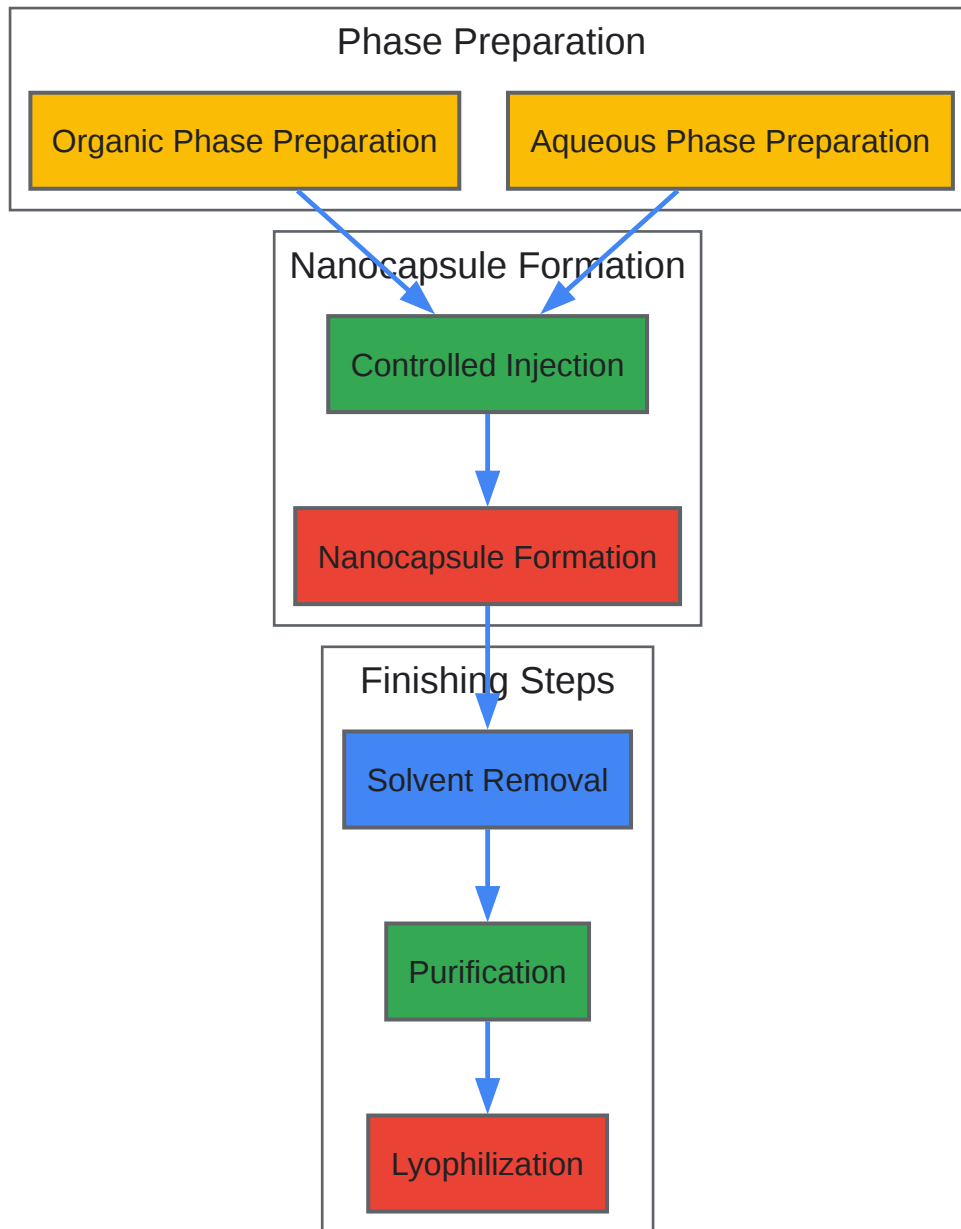 Phase Preparation
Organic Phase Preparation
Aqueous Phase Preparation
Nanocapsule Formation
Controlled Injection
Nanocapsule Formation
Finishing Steps
Solvent Removal
Purification
Lyophilization